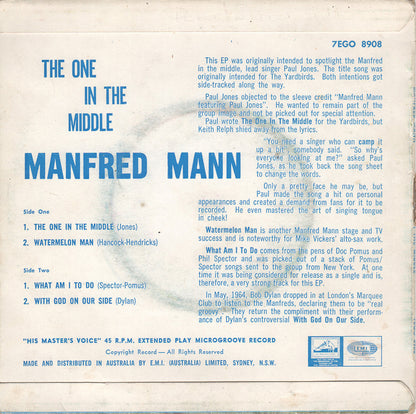 7EGO 8908
THE ONE
IN THE
MIDDLE
MANFRED MANN
Side One
1. THE ONE IN THE MIDDLE (Jones)
2. WATERMELON MAN (Hancock-Hendricks)
Side Two
1. WHAT AM I TO DO (Spector-Pomus)
2. WITH GOD ON OUR SIDE (Dylan)
"HIS MASTER'S VOICE" 45 R.P.M. EXTENDED PLAY MICROGROOVE RECORD
Copyright Record — All Rights Reserved
MADE AND DISTRIBUTED IN AUSTRALIA BY E.M.I. (AUSTRALIA) LIMITED, SYDNEY, N.S.W.
This EP was originally intended to spotlight the Manfred
in the middle, lead singer Paul Jones. The title song was
originally intended for The Yardbirds. Both intentions got
side-tracked along the way.
Paul Jones objected to the sleeve credit "Manfred Mann
featuring Paul Jones". He wanted to remain part of the
group image and not be picked out for special attention.
Paul wrote The One In The Middle for the Yardbirds, but
Keith Relph shied away from the lyrics.
"You need a singer who can camp it
up a bit" somebody said. "So why's
everyone looking at me?" asked Paul
Jones, as he took back the song sheet
to change the words.
Only a pretty face he may be, but
Paul made the song a hit on personal
appearances and created a demand from fans for it to be
recorded. He even mastered the art of singing tongue
in cheek!
Watermelon Man is another Manfred Mann stage and TV
success and is noteworthy for Mike Vickers' alto-sax work.
What Am I To Do comes from the pens of Doc Pomus and
Phil Spector and was picked out of a stack of Pomus/
Spector songs sent to the group from New York. At one
time it was being considered for release as a single and is,
therefore, a very strong track for this EP.
In May, 1964, Bob Dylan dropped in at London's Marquee
Club to listen to the Manfreds, declaring them to be "real
groovy". They return the compliment with their performance
of Dylan's controversial With God On Our Side.
E.M.I.